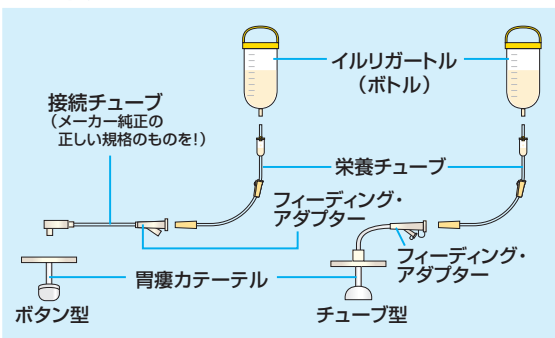 イルリガートル
(ボトル)
接続チューブ
(メーカー純正の
正しい規格のものを!)
栄養チューブ
フィーディング・
アダプター
フィーディング・
アダプター
胃瘻カテーテル
ボタン型
チューブ型